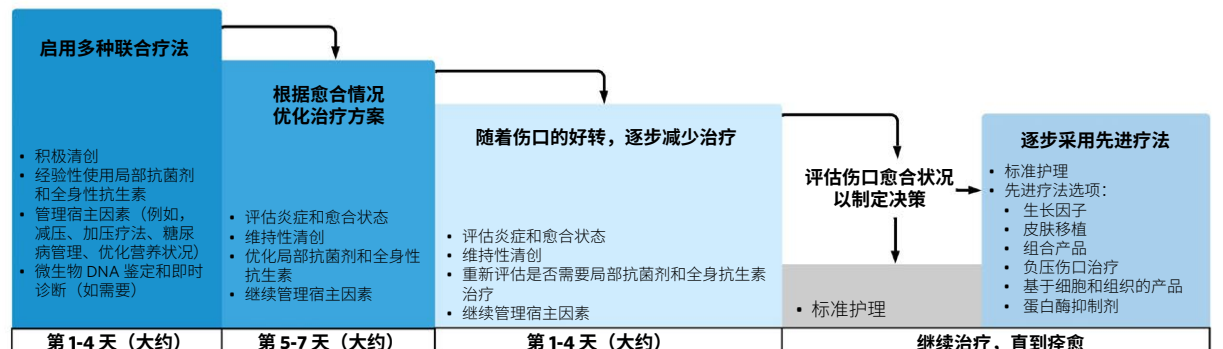 启用多种联合疗法
• 积极清创
• 经验性使用局部抗菌剂
和全身性抗生素
• 管理宿主因素（例如，
减压、加压疗法、糖尿
病管理、优化营养状况）
• 微生物 DNA 鉴定和即时
诊断（如需要）
第 1-4 天（大约）
根据愈合情况
优化治疗方案
• 评估炎症和愈合状态
• 维持性清创
• 优化局部抗菌剂和全身性
抗生素
• 继续管理宿主因素
第 5-7 天（大约）
随着伤口的好转，逐步减少治疗
• 评估炎症和愈合状态
• 维持性清创
• 重新评估是否需要局部抗菌剂和全身抗生素
治疗
• 继续管理宿主因素
第 1-4 天（大约）
评估伤口愈合状况
以制定决策
• 标准护理
逐步采用先进疗法
• 标准护理
• 先进疗法选项：
• 生长因子
• 皮肤移植
• 组合产品
• 负压伤口治疗
• 基于细胞和组织的产品
• 蛋白酶抑制剂
继续治疗，直到痊愈